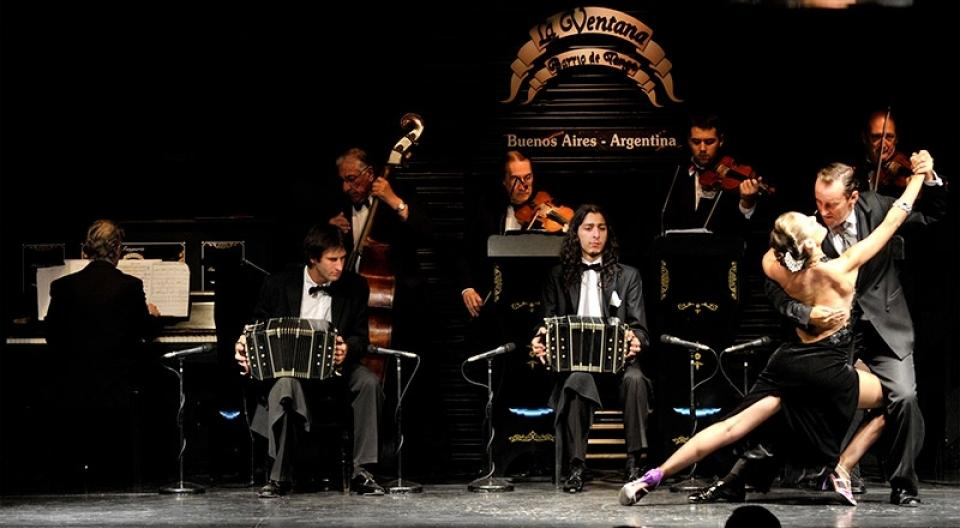 La Ventana
Barrio de Tango
Buenos Aires - Argentina